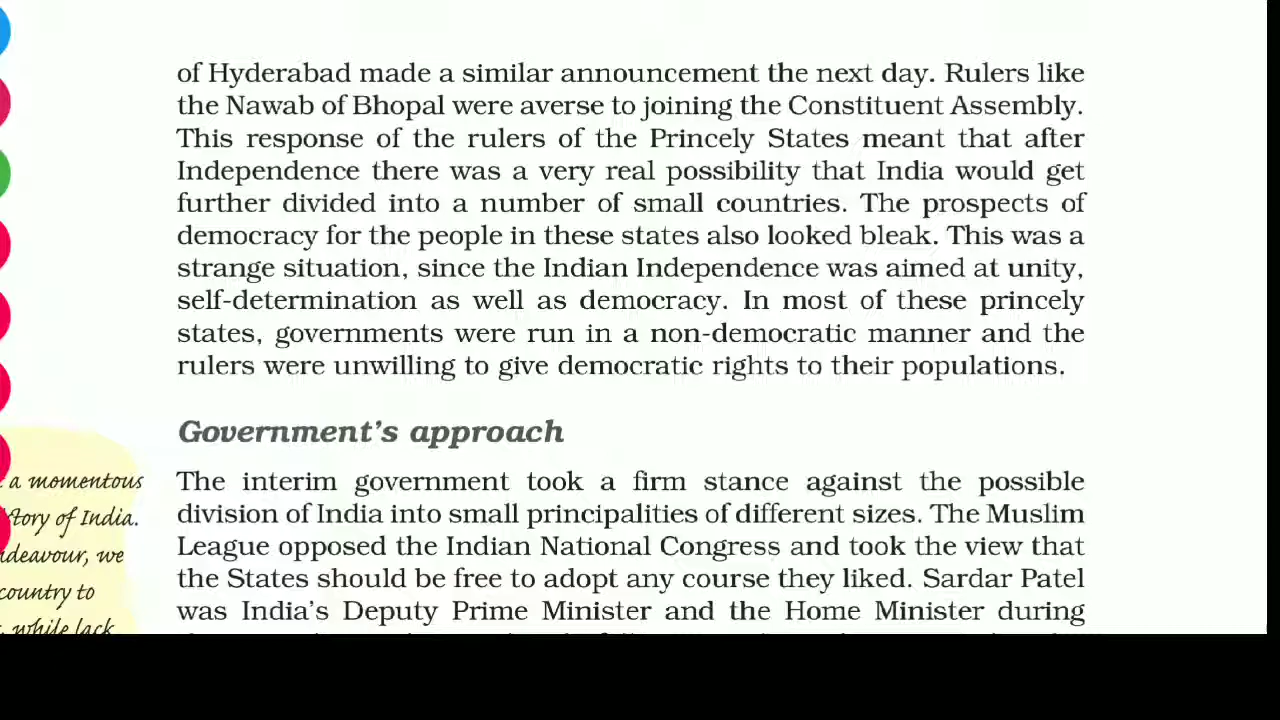 of Hyderabad made a similar announcement the next day. Rulers like
the Nawab of Bhopal were averse to joining the Constituent Assembly.
This response of the rulers of the Princely States meant that after
Independence there was a very real possibility that India would get
further divided into a number of small countries. The prospects of
democracy for the people in these states also looked bleak. This was a
strange situation, since the Indian Independence was aimed at unity,
self-determination as well as democracy. In most of these princely
states, governments were run in a non-democratic manner and the
rulers were unwilling to give democratic rights to their populations.
Government's approach
The interim government took a firm stance against the possible
division of India into small principalities of different sizes. The Muslim
League opposed the Indian National Congress and took the view that
the States should be free to adopt any course they liked. Sardar Patel
was India's Deputy Prime Minister and the Home Minister during
a momentous
of India.
we
country to
while lack